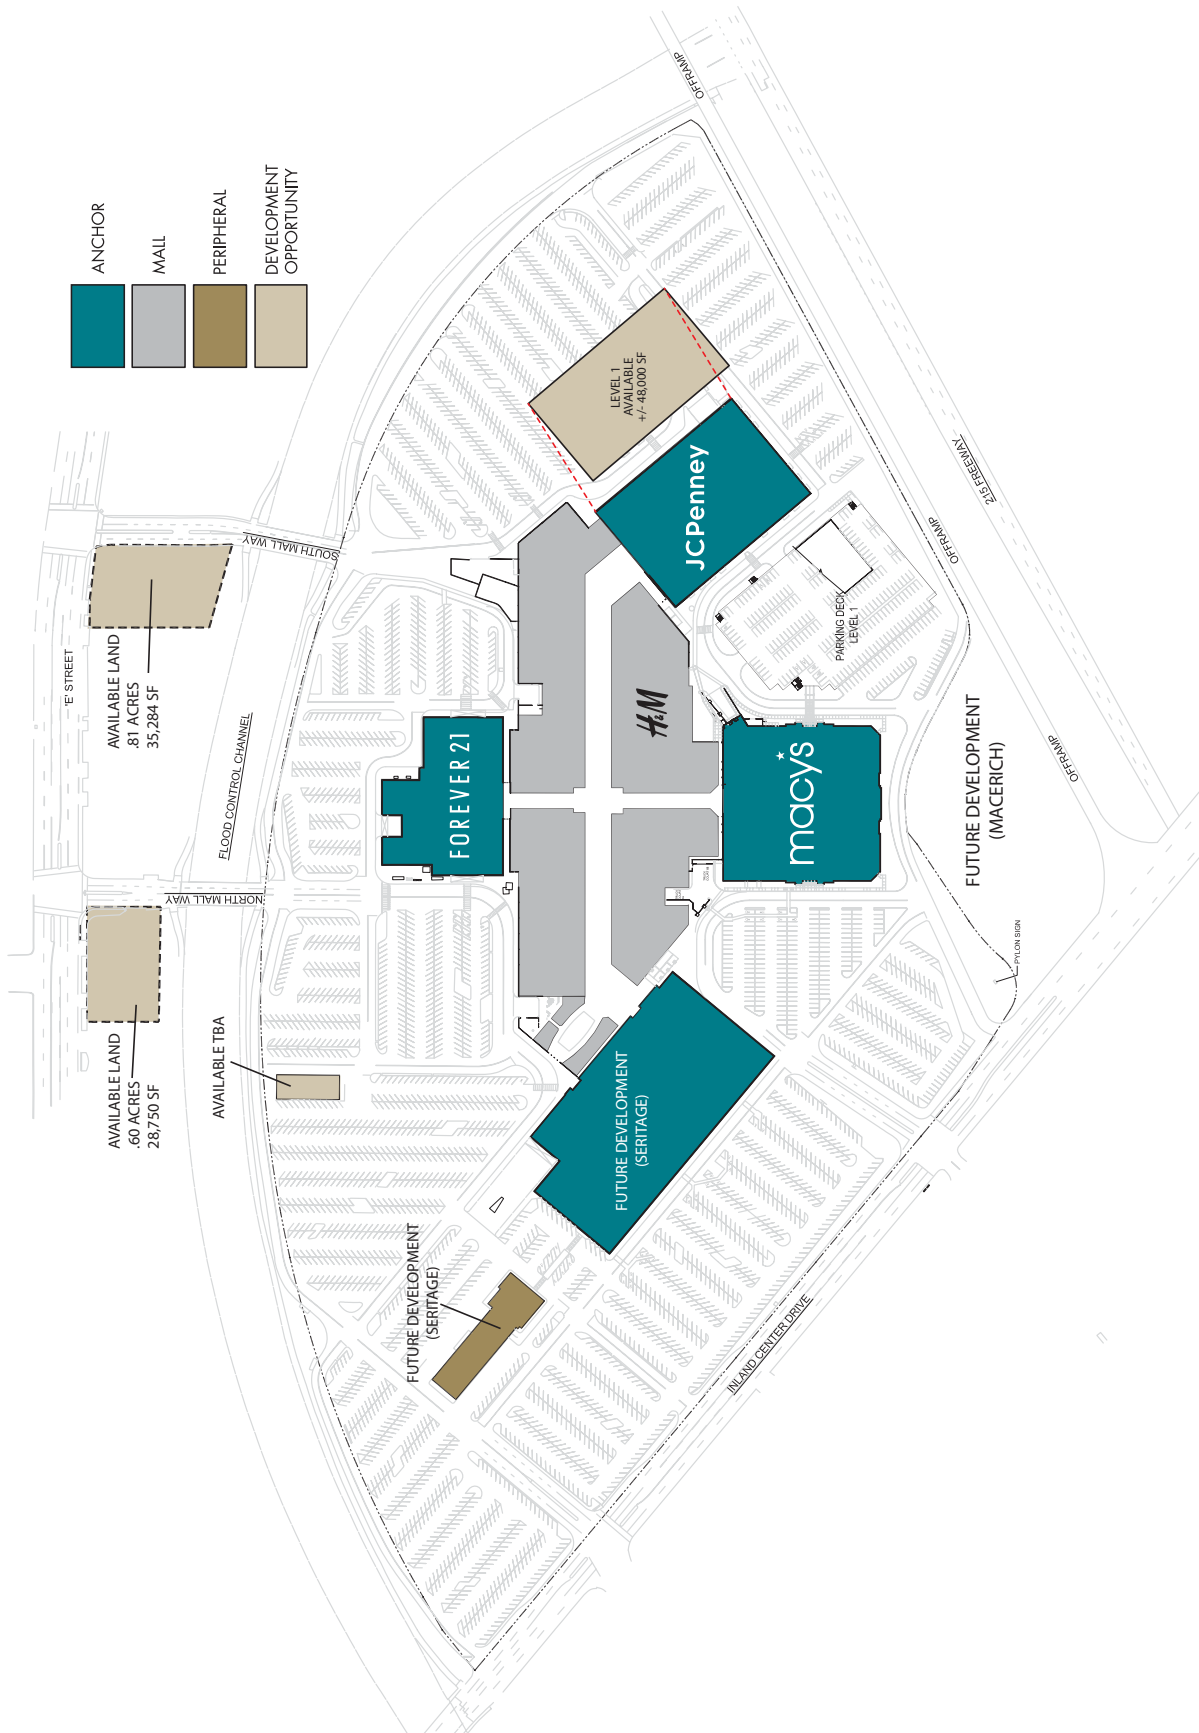 ANCHOR
MALL
PERIPHERAL
DEVELOPMENT
OPPORTUNITY
'E' STREET
AVAILABLE LAND
.81 ACRES
35,284 SF
FLOOD CONTROL CHANNEL
SOUTH MALL WAY
NORTH MALL WAY
AVAILABLE LAND
.60 ACRES
28,750 SF
AVAILABLE TBA
OFFRAMP
215 FREEWAY
OFFRAMP
OFFRAMP
LEVEL 1
AVAILABLE
+/- 48,000 SF
JCPenney
PARKING DECK
LEVEL 1
FOREVER 21
H&M
macys
FUTURE DEVELOPMENT
(MACERICH)
PYLON SIGN
FUTURE DEVELOPMENT
(SERITAGE)
FUTURE DEVELOPMENT
(SERITAGE)
INLAND CENTER DRIVE